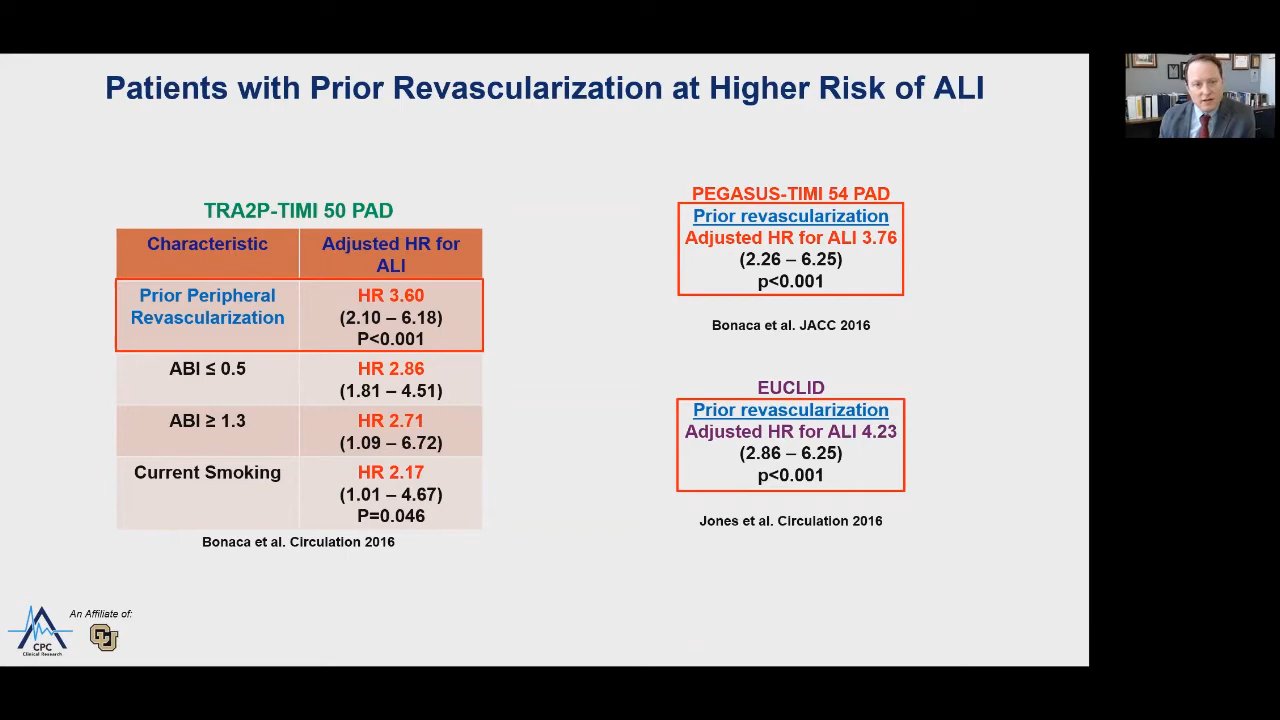 Patients with Prior Revascularization at Higher Risk of ALI
TRA2P-TIMI 50 PAD
Characteristic
Adjusted HR for
ALI
Prior Peripheral
Revascularization
HR 3.60
(2.10 – 6.18)
P<0.001
ABI ≤ 0.5
HR 2.86
(1.81 – 4.51)
ABI ≥ 1.3
HR 2.71
(1.09 – 6.72)
Current Smoking
HR 2.17
(1.01 – 4.67)
P=0.046
Bonaca et al. Circulation 2016
PEGASUS-TIMI 54 PAD
Prior revascularization
Adjusted HR for ALI 3.76
(2.26 – 6.25)
p<0.001
Bonaca et al. JACC 2016
EUCLID
Prior revascularization
Adjusted HR for ALI 4.23
(2.86 – 6.25)
p<0.001
Jones et al. Circulation 2016
An Affiliate of:
CPC
Clinical Research
CU